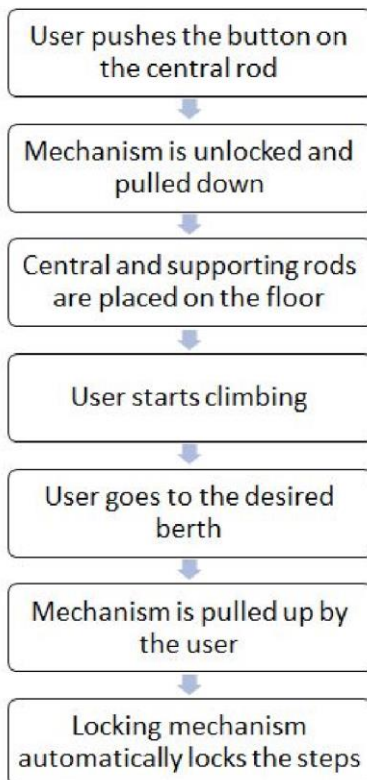 User pushes the button on
the central rod
Mechanism is unlocked and
pulled down
Central and supporting rods
are placed on the floor
User starts climbing
User goes to the desired
berth
Mechanism is pulled up by
the user
Locking mechanism
automatically locks the steps